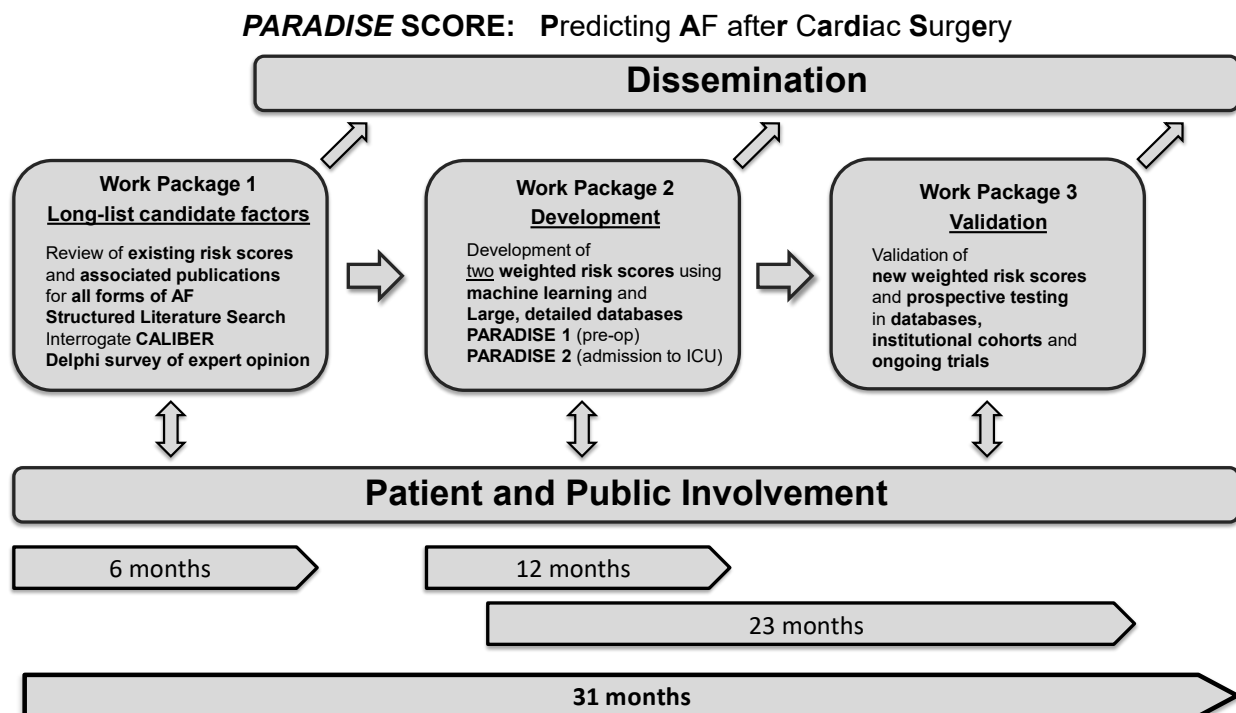 PARADISE SCORE: Predicting AF after Cardiac Surgery
Dissemination
Work Package 1
Long-list candidate factors
Review of existing risk scores
and associated publications
for all forms of AF
Structured Literature Search
Interrogate CALIBER
Delphi survey of expert opinion
Work Package 2
Development
Development of
two weighted risk scores using
machine learning and
Large, detailed databases
PARADISE 1 (pre-op)
PARADISE 2 (admission to ICU)
Work Package 3
Validation
Validation of
new weighted risk scores
and prospective testing
in databases,
institutional cohorts and
ongoing trials
Patient and Public Involvement
6 months
12 months
23 months
31 months